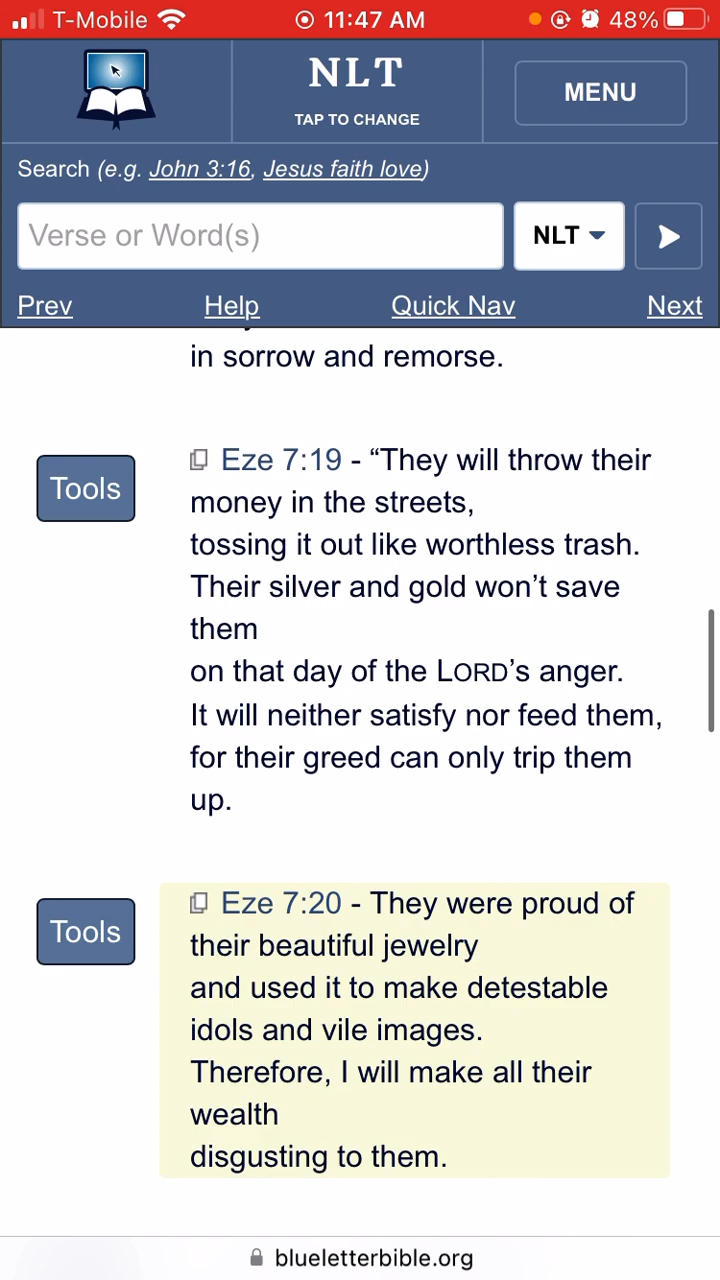 T-Mobile 11:47 AM 48%
NLT
TAP TO CHANGE
MENU
Search (e.g. John 3:16, Jesus faith love)
Verse or Word(s)
NLT
Prev Help Quick Nav Next
in sorrow and remorse.
Tools
Eze 7:19 - “They will throw their
money in the streets,
tossing it out like worthless trash.
Their silver and gold won’t save
them
on that day of the LORD’s anger.
It will neither satisfy nor feed them,
for their greed can only trip them
up.
Tools
Eze 7:20 - They were proud of
their beautiful jewelry
and used it to make detestable
idols and vile images.
Therefore, I will make all their
wealth
disgusting to them.
blueletterbible.org